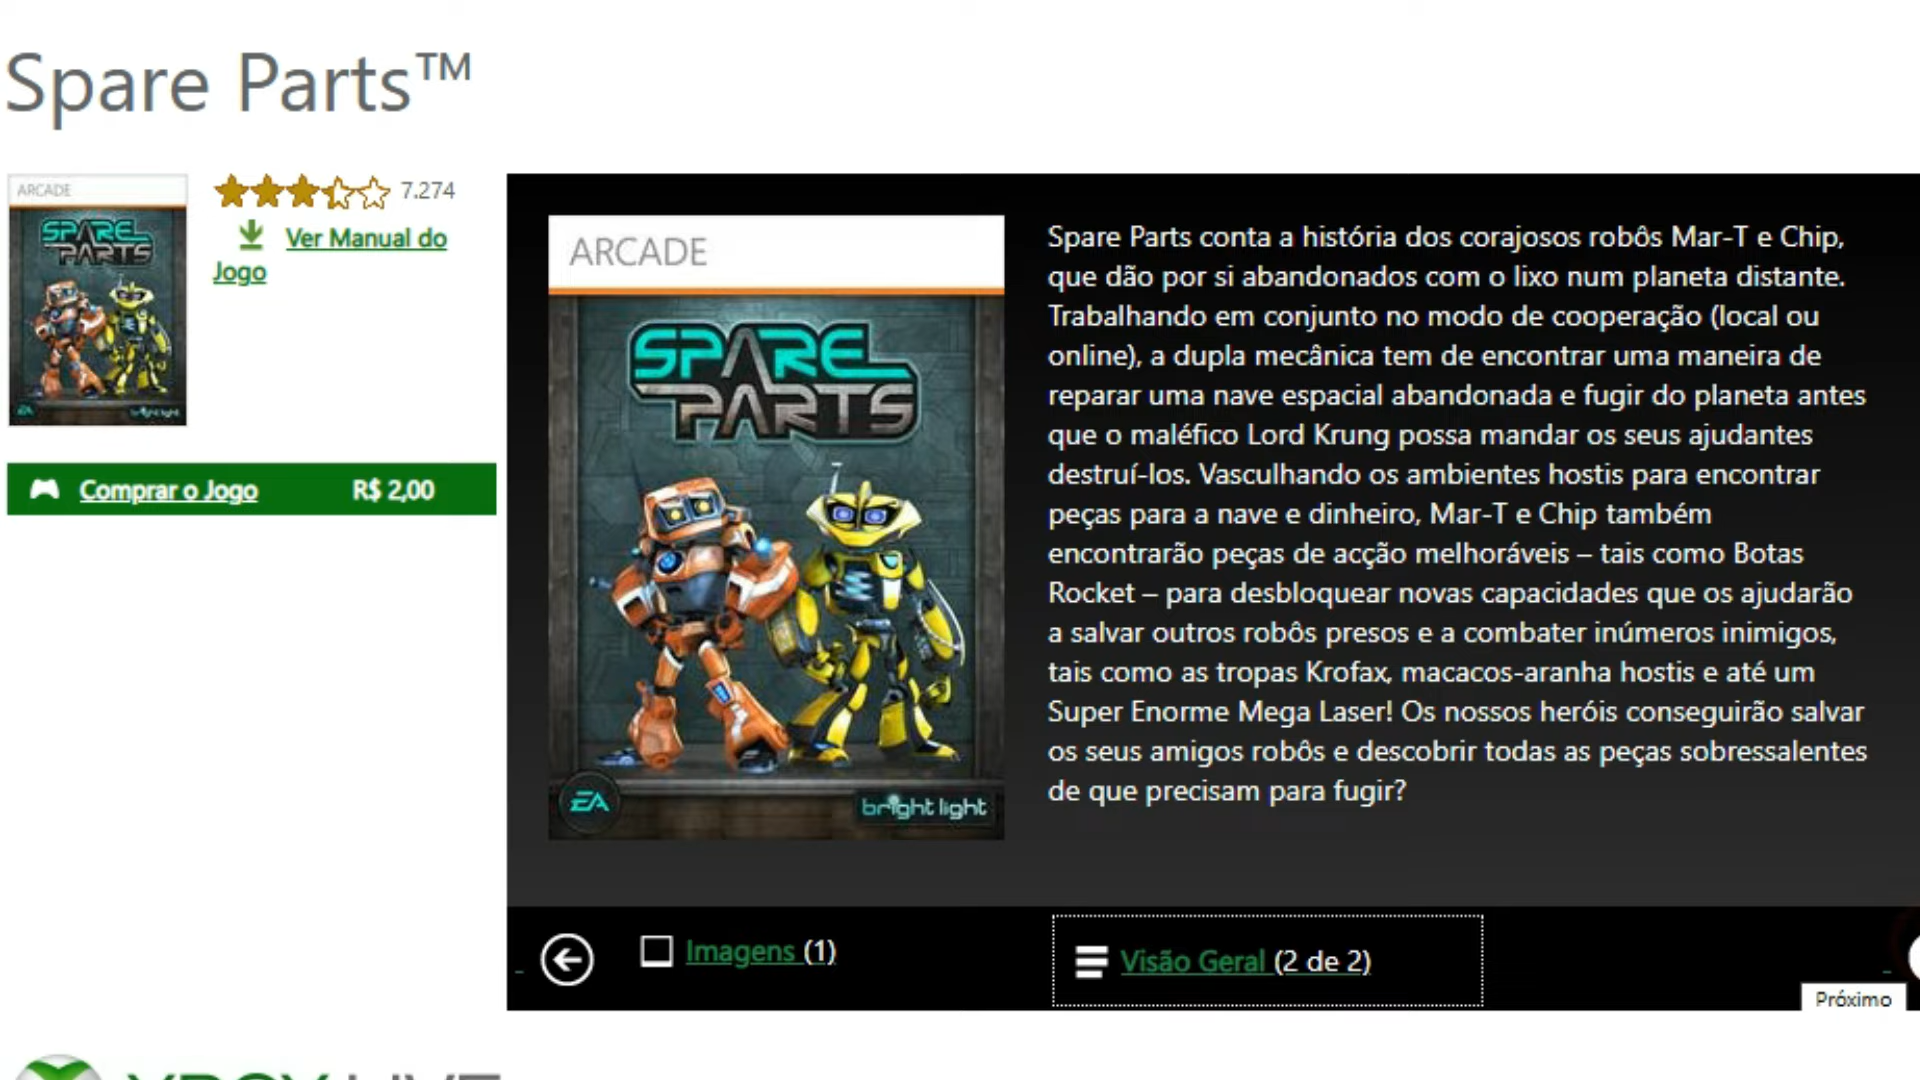 Spare Parts™
ARCADE
SPARE
PARTS
EA
bright light
7.274
Ver Manual do
Jogo
Comprar o Jogo R$ 2,00
ARCADE
SPARE
PARTS
EA
bright light
Spare Parts conta a história dos corajosos robôs Mar-T e Chip,
que dão por si abandonados com o lixo num planeta distante.
Trabalhando em conjunto no modo de cooperação (local ou
online), a dupla mecânica tem de encontrar uma maneira de
reparar uma nave espacial abandonada e fugir do planeta antes
que o maléfico Lord Krung possa mandar os seus ajudantes
destruí-los. Vasculhando os ambientes hostis para encontrar
peças para a nave e dinheiro, Mar-T e Chip também
encontrarão peças de acção melhoráveis – tais como Botas
Rocket – para desbloquear novas capacidades que os ajudarão
a salvar outros robôs presos e a combater inúmeros inimigos,
tais como as tropas Krofax, macacos-aranha hostis e até um
Super Enorme Mega Laser! Os nossos heróis conseguirão salvar
os seus amigos robôs e descobrir todas as peças sobressalentes
de que precisam para fugir?
Imagens (1)
Visão Geral (2 de 2)
Próximo
XBOX LIVE